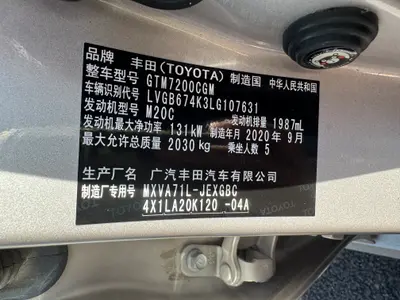 品牌 丰田(TOYOTA) 制造国 中华人民共和国
整车型号 GTM7200CGM
车辆识别代号 LVGB674K3LG107631
发动机型号 M20C 发动机排量 1987mL
发动机最大净功率 131kW 制造年月 2020年9月
最大允许总质量 2030kg 乘坐人数 5
生产厂名 广汽丰田汽车有限公司
制造厂专用号 MXVA71L-JEXGBC
4X1LA20K120 -04A